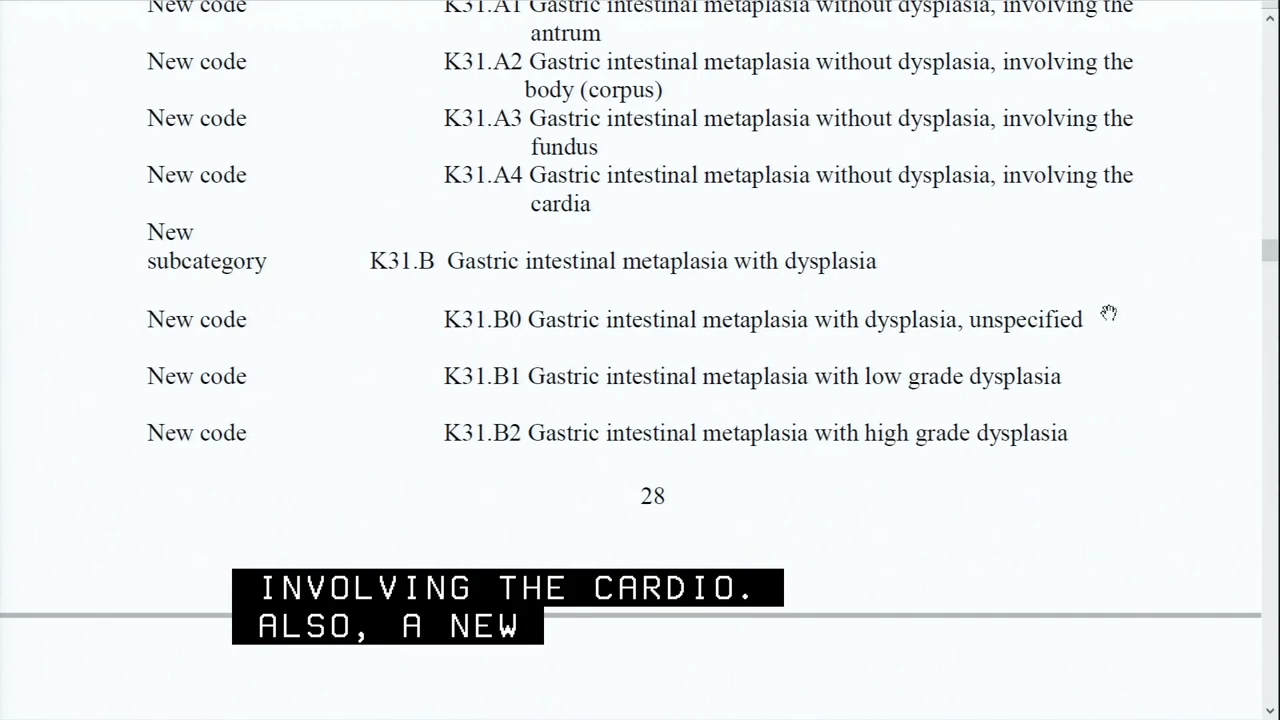 New code K31.A1 Gastric intestinal metaplasia without dysplasia, involving the
antrum
New code K31.A2 Gastric intestinal metaplasia without dysplasia, involving the
body (corpus)
New code K31.A3 Gastric intestinal metaplasia without dysplasia, involving the
fundus
New code K31.A4 Gastric intestinal metaplasia without dysplasia, involving the
cardia
New
subcategory K31.B Gastric intestinal metaplasia with dysplasia
New code K31.B0 Gastric intestinal metaplasia with dysplasia, unspecified
New code K31.B1 Gastric intestinal metaplasia with low grade dysplasia
New code K31.B2 Gastric intestinal metaplasia with high grade dysplasia
28
INVOLVING THE CARDIO.
ALSO, A NEW